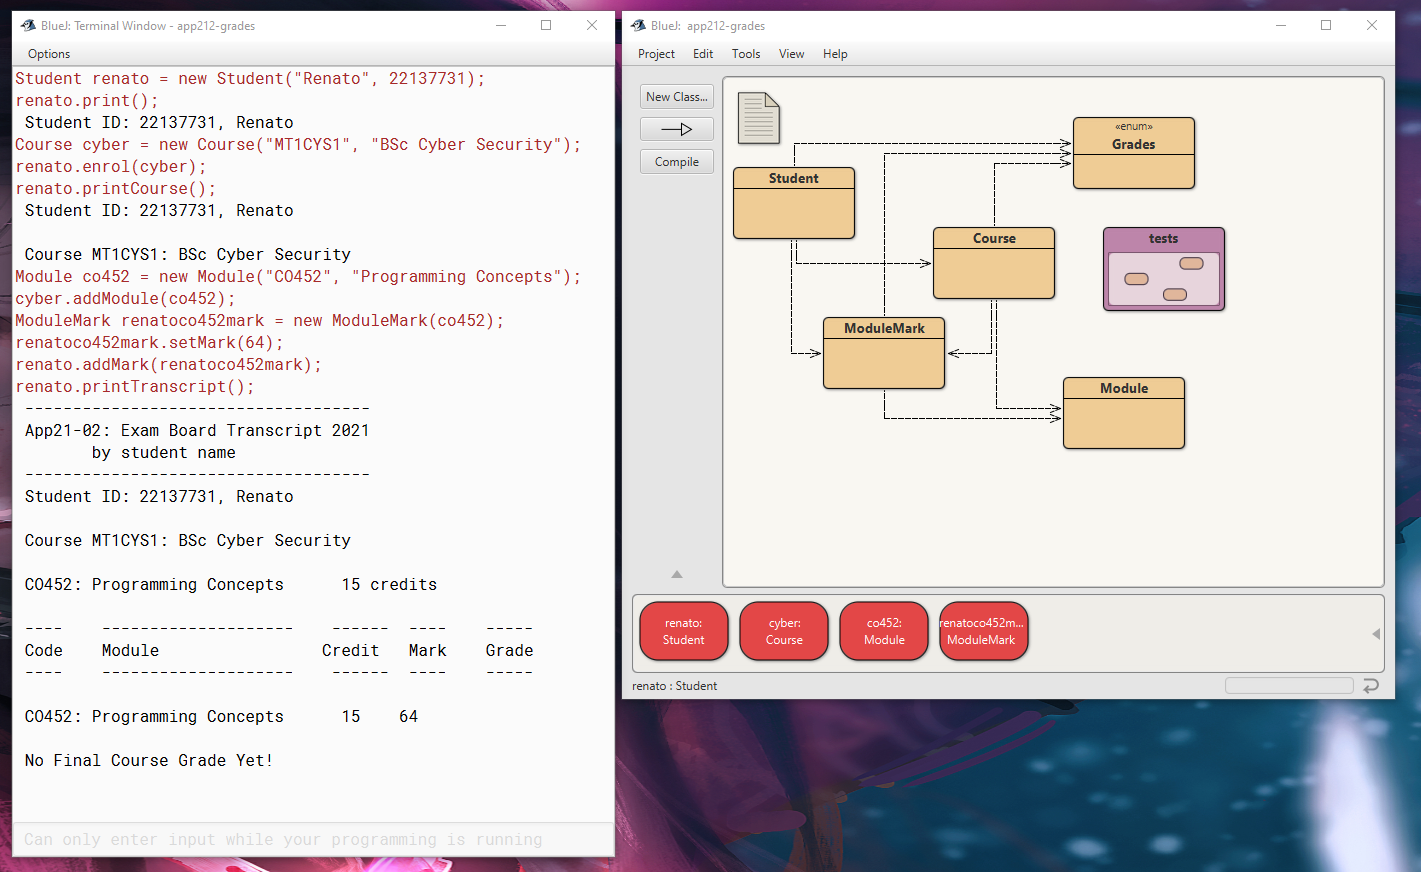 BlueJ: Terminal Window - app212-grades
Options
Student renato = new Student("Renato", 22137731);
renato.print();
Student ID: 22137731, Renato
Course cyber = new Course("MT1CYS1", "BSc Cyber Security");
renato.enrol(cyber);
renato.printCourse();
Student ID: 22137731, Renato
Course MT1CYS1: BSc Cyber Security
Module co452 = new Module("CO452", "Programming Concepts");
cyber.addModule(co452);
ModuleMark renatoco452mark = new ModuleMark(co452);
renatoco452mark.setMark(64);
renato.addMark(renatoco452mark);
renato.printTranscript();
------------------------------------
App21-02: Exam Board Transcript 2021
by student name
------------------------------------
Student ID: 22137731, Renato
Course MT1CYS1: BSc Cyber Security
CO452: Programming Concepts      15 credits
----    --------------------    ------  ----    -----
Code    Module                 Credit   Mark    Grade
----    --------------------    ------  ----    -----
CO452: Programming Concepts      15    64
No Final Course Grade Yet!
Can only enter input while your programming is running
BlueJ: app212-grades
Project Edit Tools View Help
New Class...
Compile
«enum»
Grades
Student
Course
tests
ModuleMark
Module
renato:
Student
cyber:
Course
co452:
Module
renatoco452m...
ModuleMark
renato : Student